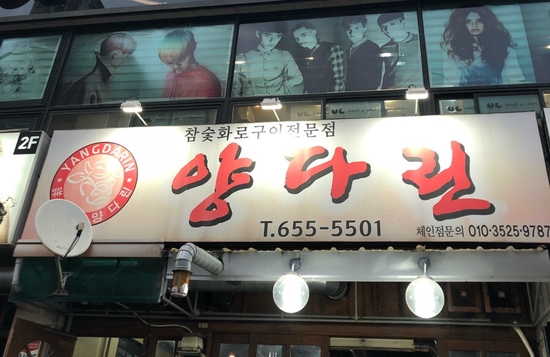 2F
참숯화로구이전문점
YANGDARIN
양다린
양다린
T.655-5501
체인점문의 010·3525·9787